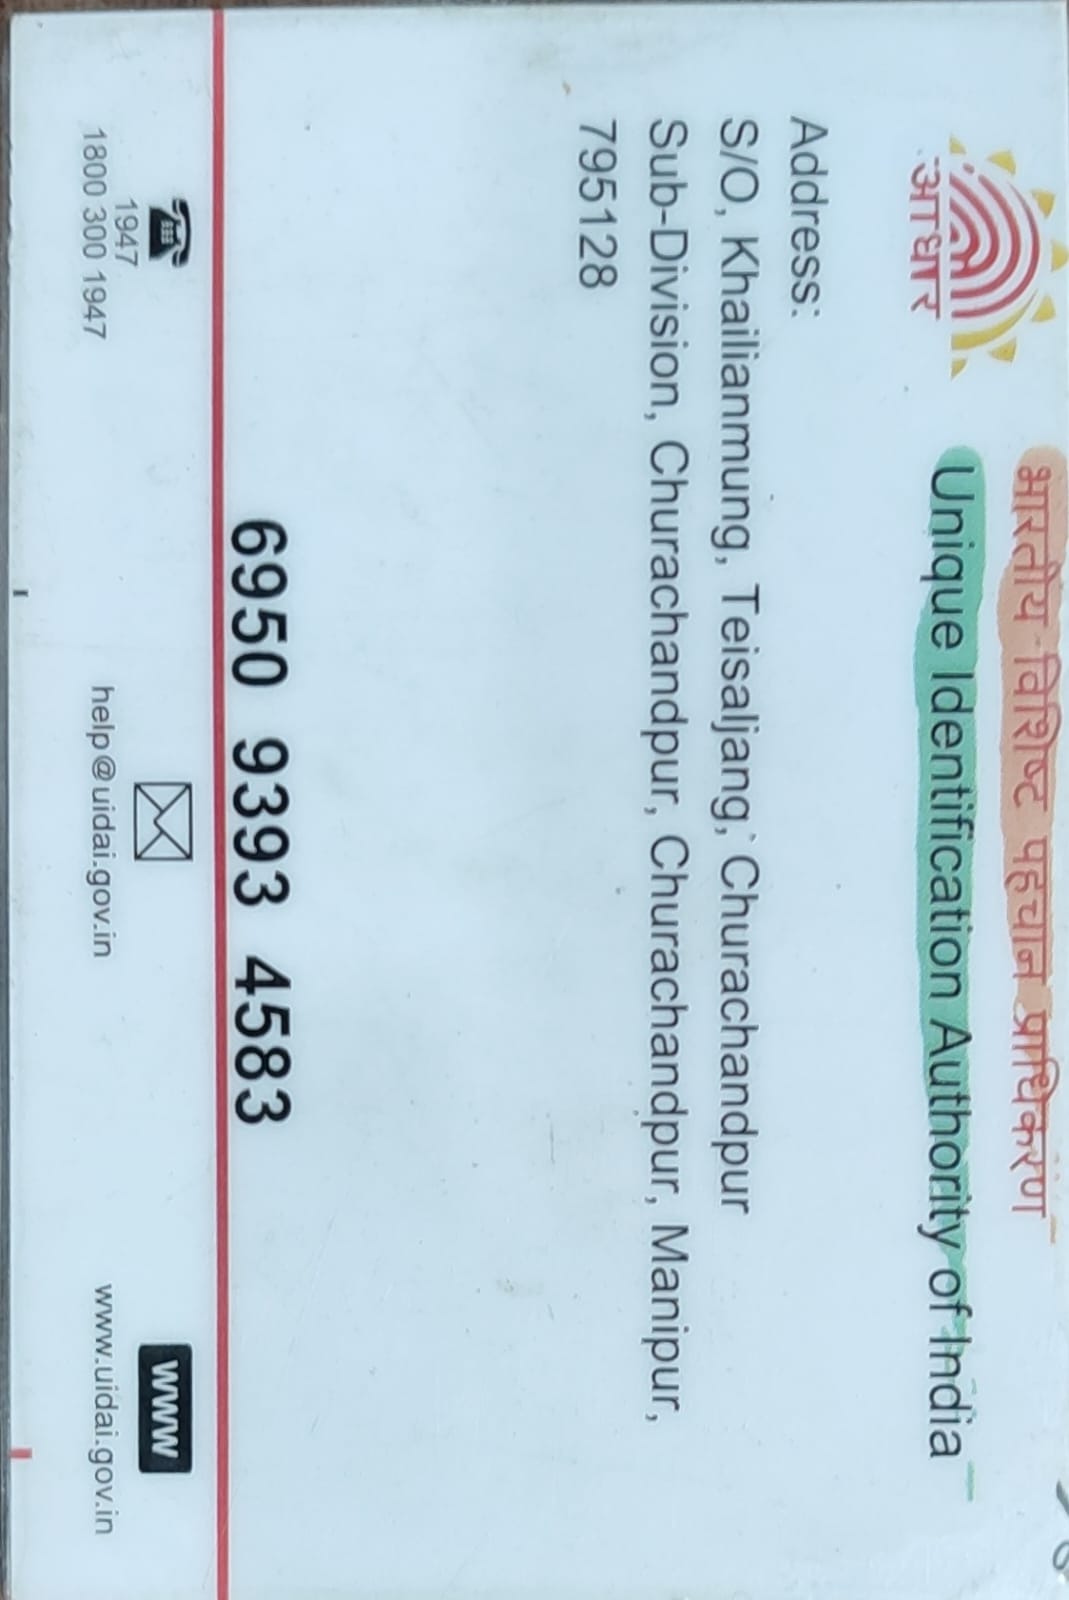 भारतीय विशिष्ट पहचान प्राधिकरण
Unique Identification Authority of India
आधार
Address:
S/O, Khailianmung, Teisaljang, Churachandpur
Sub-Division, Churachandpur, Churachandpur, Manipur,
795128
6950 9393 4583
1947
1800 300 1947
help@uidai.gov.in
www
www.uidai.gov.in